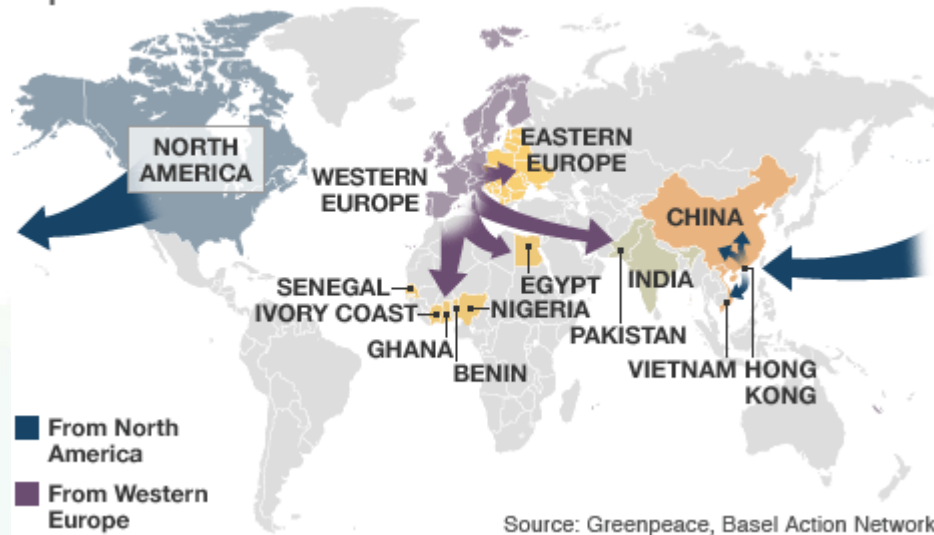 NORTH
AMERICA
WESTERN
EUROPE
EASTERN
EUROPE
CHINA
SENEGAL
IVORY COAST
GHANA
BENIN
EGYPT
NIGERIA
INDIA
PAKISTAN
VIETNAM
HONG
KONG
From North
America
From Western
Europe
Source: Greenpeace, Basel Action Network